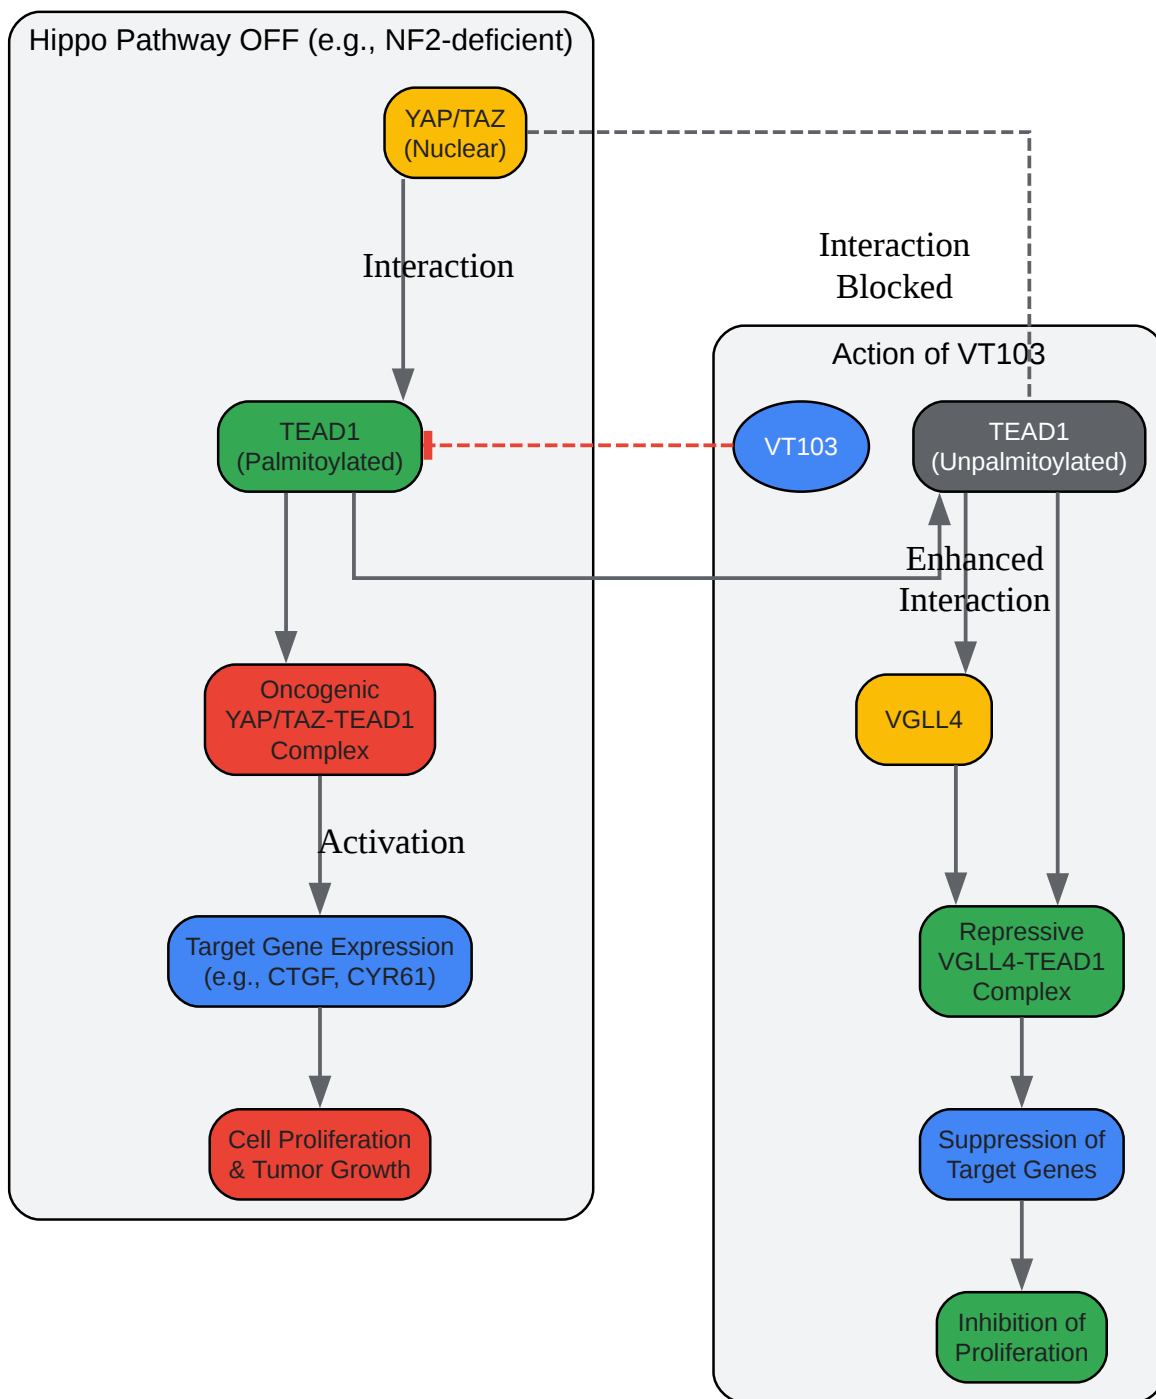 Hippo Pathway OFF (e.g., NF2-deficient)
YAP/TAZ
(Nuclear)
Interaction
TEAD1
(Palmitoylated)
Oncogenic
YAP/TAZ-TEAD1
Complex
Activation
Target Gene Expression
(e.g., CTGF, CYR61)
Cell Proliferation
& Tumor Growth
Interaction
Blocked
Action of VT103
VT103
TEAD1
(Unpalmitoylated)
Enhanced
Interaction
VGLL4
Repressive
VGLL4-TEAD1
Complex
Suppression of
Target Genes
Inhibition of
Proliferation